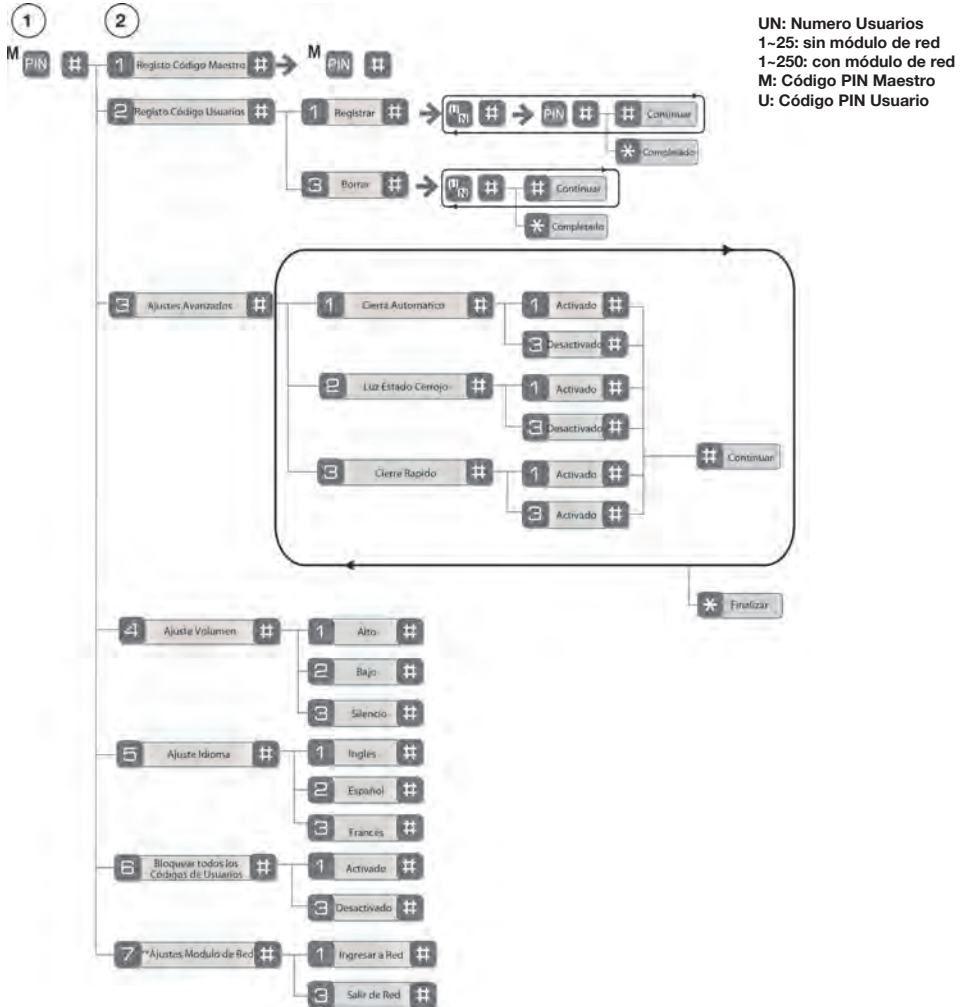 1 2
UN: Numero Usuarios
1~25: sin módulo de red
1~250: con módulo de red
M: Código PIN Maestro
U: Código PIN Usuario
M PIN # 1 Registo Código Maestro # M PIN #
2 Registo Código Usuarios # 1 Registrar # UN # PIN # # Continuar
* Completado
3 Borrar # UN # # Continuar
* Completado
3 Ajustes Avanzados # 1 Cierra Automatico # 1 Activado #
3 Desactivado #
2 Luz Estado Cerrojo # 1 Activado #
3 Desactivado #
# Continuar
3 Cierre Rapido # 1 Activado #
3 Activado #
* Finalizar
4 Ajuste Volumen # 1 Alto #
2 Bajo #
3 Silencio #
5 Ajuste Idioma # 1 Ingles #
2 Español #
3 Francés #
6 Bloquear todos los
Códigos de Usuarios # 1 Activado #
3 Desactivado #
7 **Ajustes Modulo de Red # 1 Ingresar a Red #
3 Salir de Red #